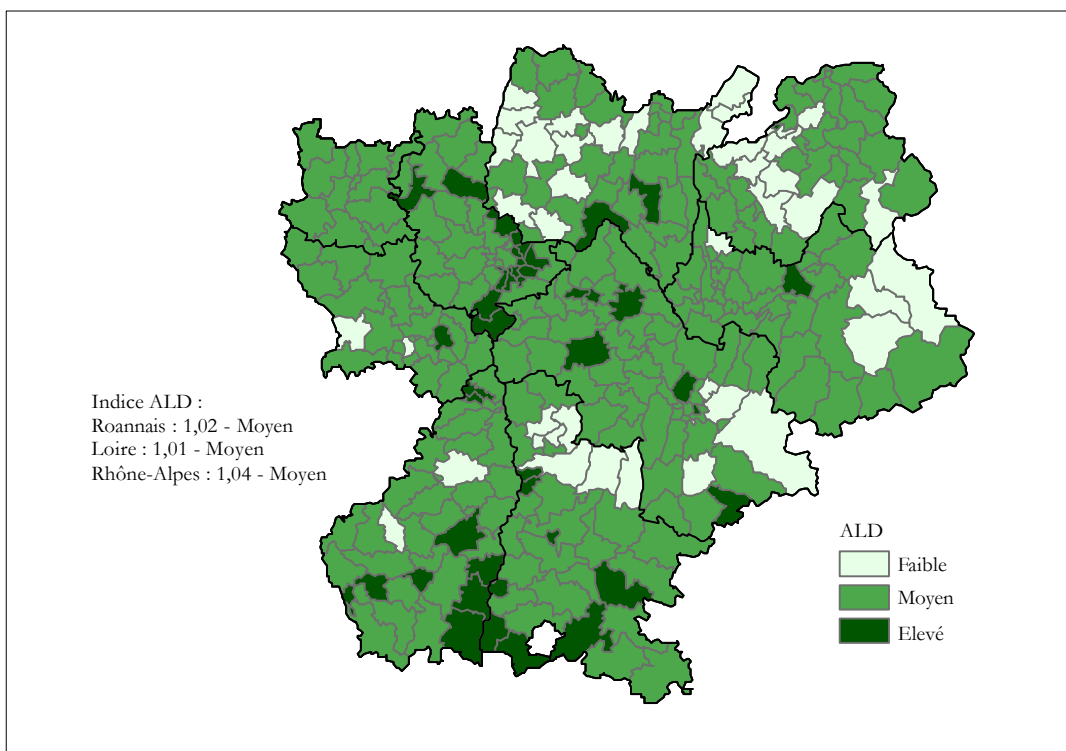 Indice ALD :
Roannais : 1,02 - Moyen
Loire : 1,01 - Moyen
Rhône-Alpes : 1,04 - Moyen
ALD
Faible
Moyen
Elevé